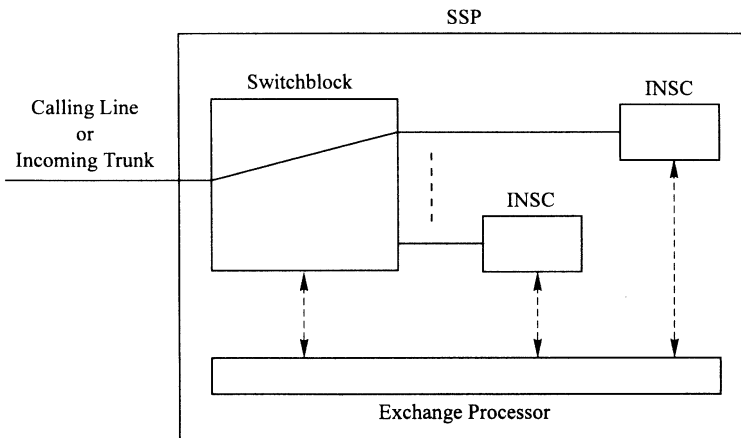 SSP
Switchblock
INSC
Calling Line
or
Incoming Trunk
INSC
Exchange Processor